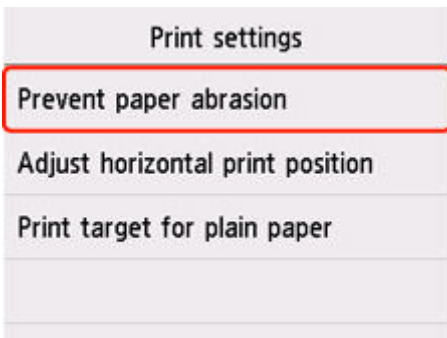 Print settings
Prevent paper abrasion
Adjust horizontal print position
Print target for plain paper